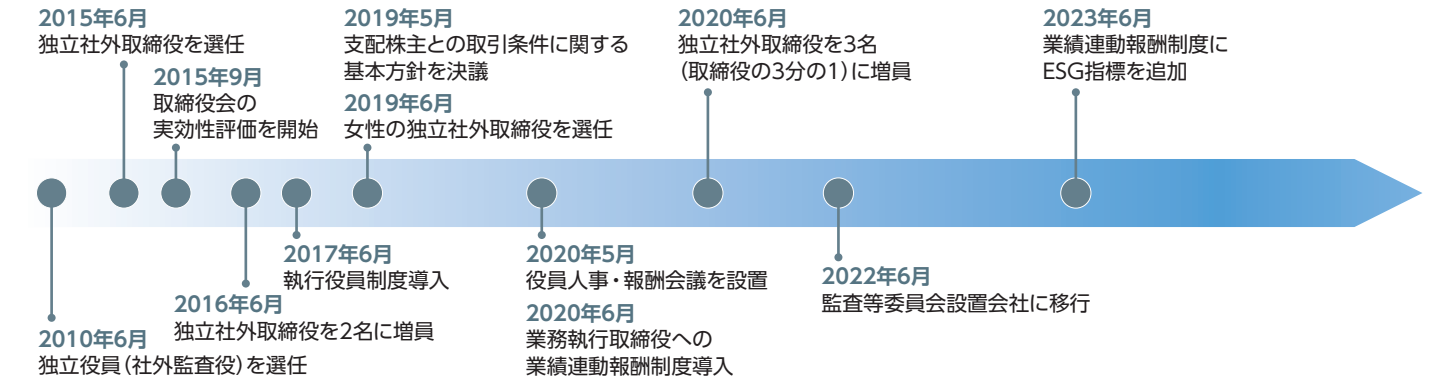 2015年6月
独立社外取締役を選任
2015年9月
取締役会の
実効性評価を開始
2019年5月
支配株主との取引条件に関する
基本方針を決議
2019年6月
女性の独立社外取締役を選任
2020年6月
独立社外取締役を3名
（取締役の3分の1）に増員
2023年6月
業績連動報酬制度に
ESG指標を追加
2010年6月
独立役員（社外監査役）を選任
2016年6月
独立社外取締役を2名に増員
2017年6月
執行役員制度導入
2020年5月
役員人事・報酬会議を設置
2020年6月
業務執行取締役への
業績連動報酬制度導入
2022年6月
監査等委員会設置会社に移行